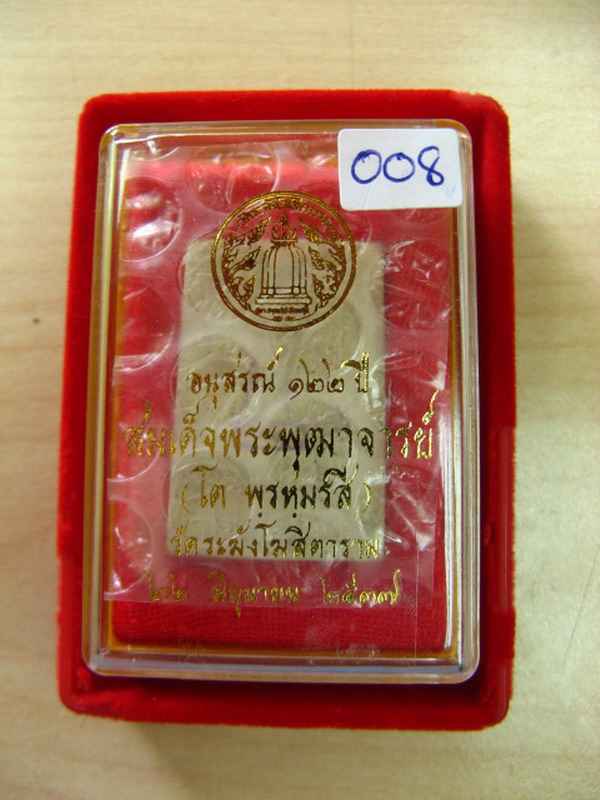 008
อนุสรณ์ ๑๒๒ ปี
สมเด็จพระพุฒาจารย์
(โต พฺรหฺมรํสี)
วัดระฆังโฆสิตาราม
๒๒ มิถุนายน ๒๕๓๗